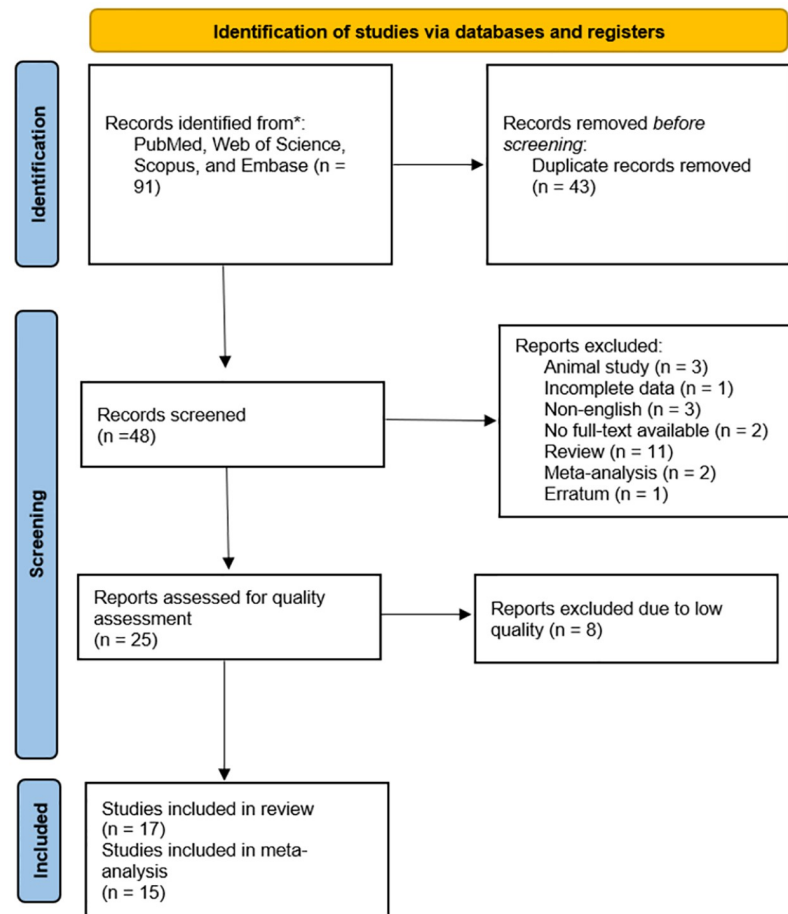 Identification of studies via databases and registers
Identification
Records identified from*:
PubMed, Web of Science,
Scopus, and Embase (n =
91)
Records removed before
screening:
Duplicate records removed
(n = 43)
Screening
Records screened
(n =48)
Reports excluded:
Animal study (n = 3)
Incomplete data (n = 1)
Non-english (n = 3)
No full-text available (n = 2)
Review (n = 11)
Meta-analysis (n = 2)
Erratum (n = 1)
Reports assessed for quality
assessment
(n = 25)
Reports excluded due to low
quality (n = 8)
Included
Studies included in review
(n = 17)
Studies included in meta-
analysis
(n = 15)